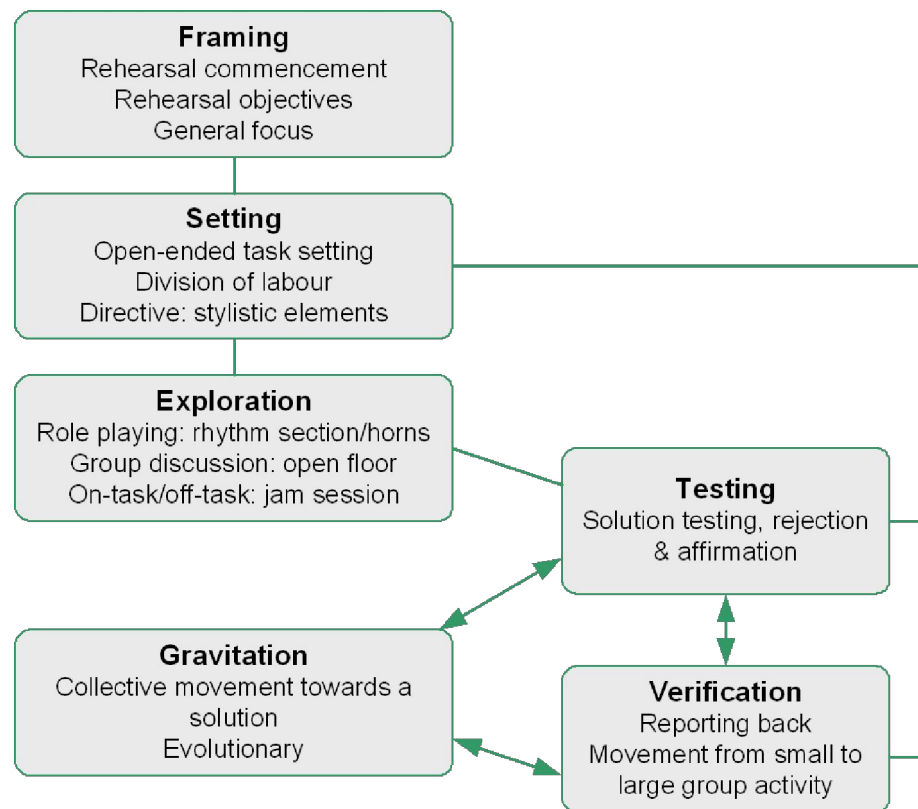 Framing
Rehearsal commencement
Rehearsal objectives
General focus
Setting
Open-ended task setting
Division of labour
Directive: stylistic elements
Exploration
Role playing: rhythm section/horns
Group discussion: open floor
On-task/off-task: jam session
Testing
Solution testing, rejection
& affirmation
Gravitation
Collective movement towards a
solution
Evolutionary
Verification
Reporting back
Movement from small to
large group activity